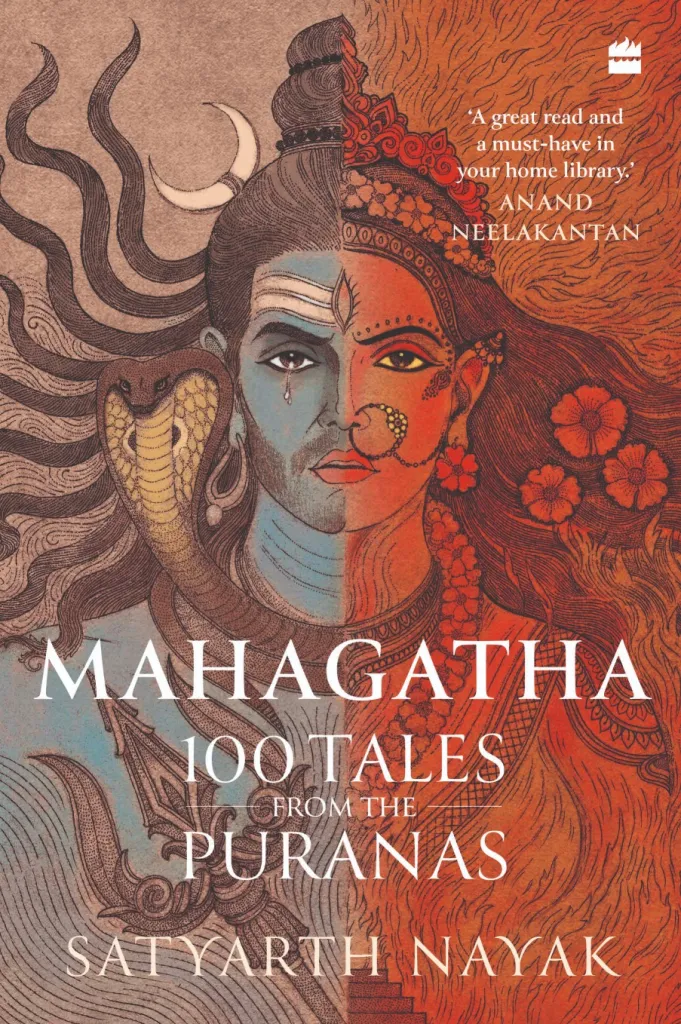 ‘A great read and
a must-have in
your home library.’
ANAND
NEELAKANTAN
MAHAGATHA
100 TALES
FROM THE
PURANAS
SATYARTH NAYAK